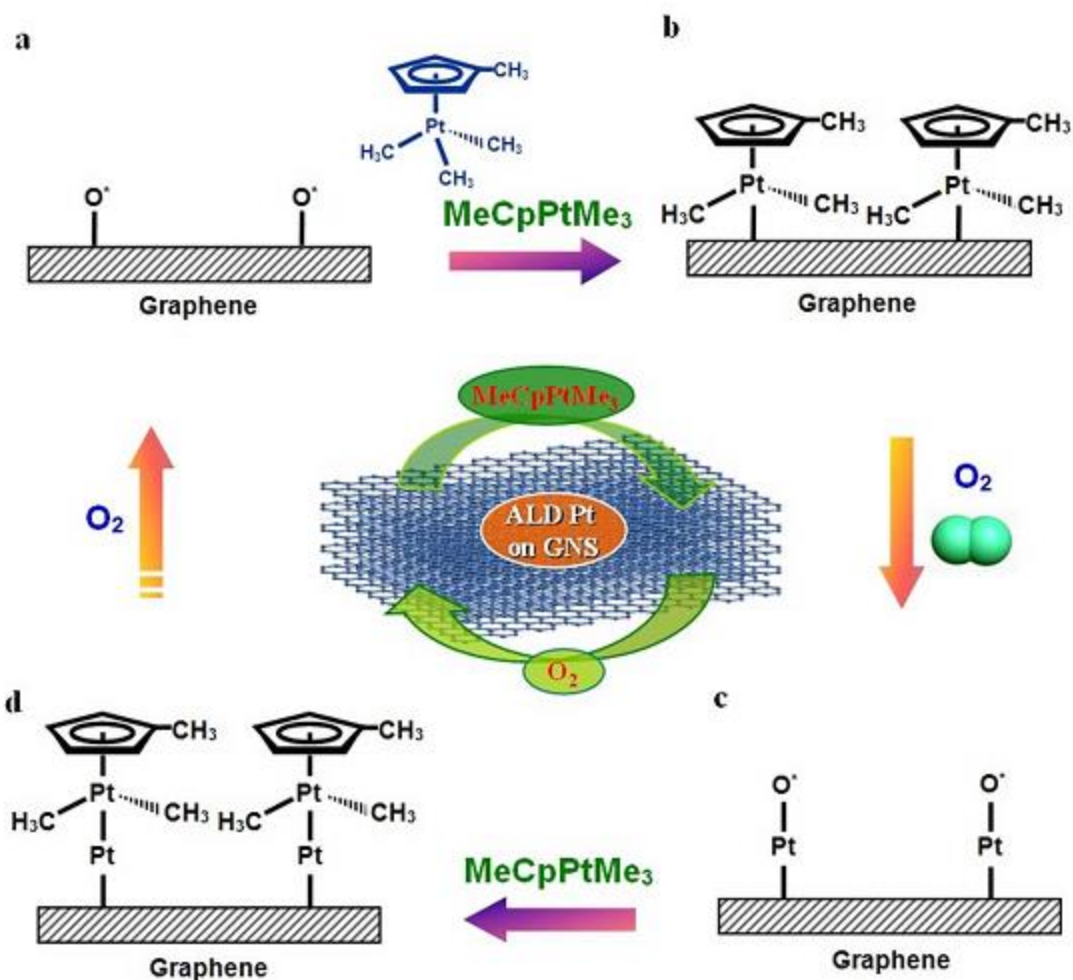 a
CH₃
Pt
H₃C
CH₃
CH₃
O*
O*
MeCpPtMe₃
Graphene
b
CH₃
CH₃
Pt
Pt
H₃C
CH₃
H₃C
CH₃
Graphene
MeCpPtMe₃
O₂
ALD Pt
on GNS
O₂
O₂
d
CH₃
CH₃
Pt
Pt
H₃C
CH₃
H₃C
CH₃
Pt
Pt
Graphene
MeCpPtMe₃
c
O*
O*
Pt
Pt
Graphene